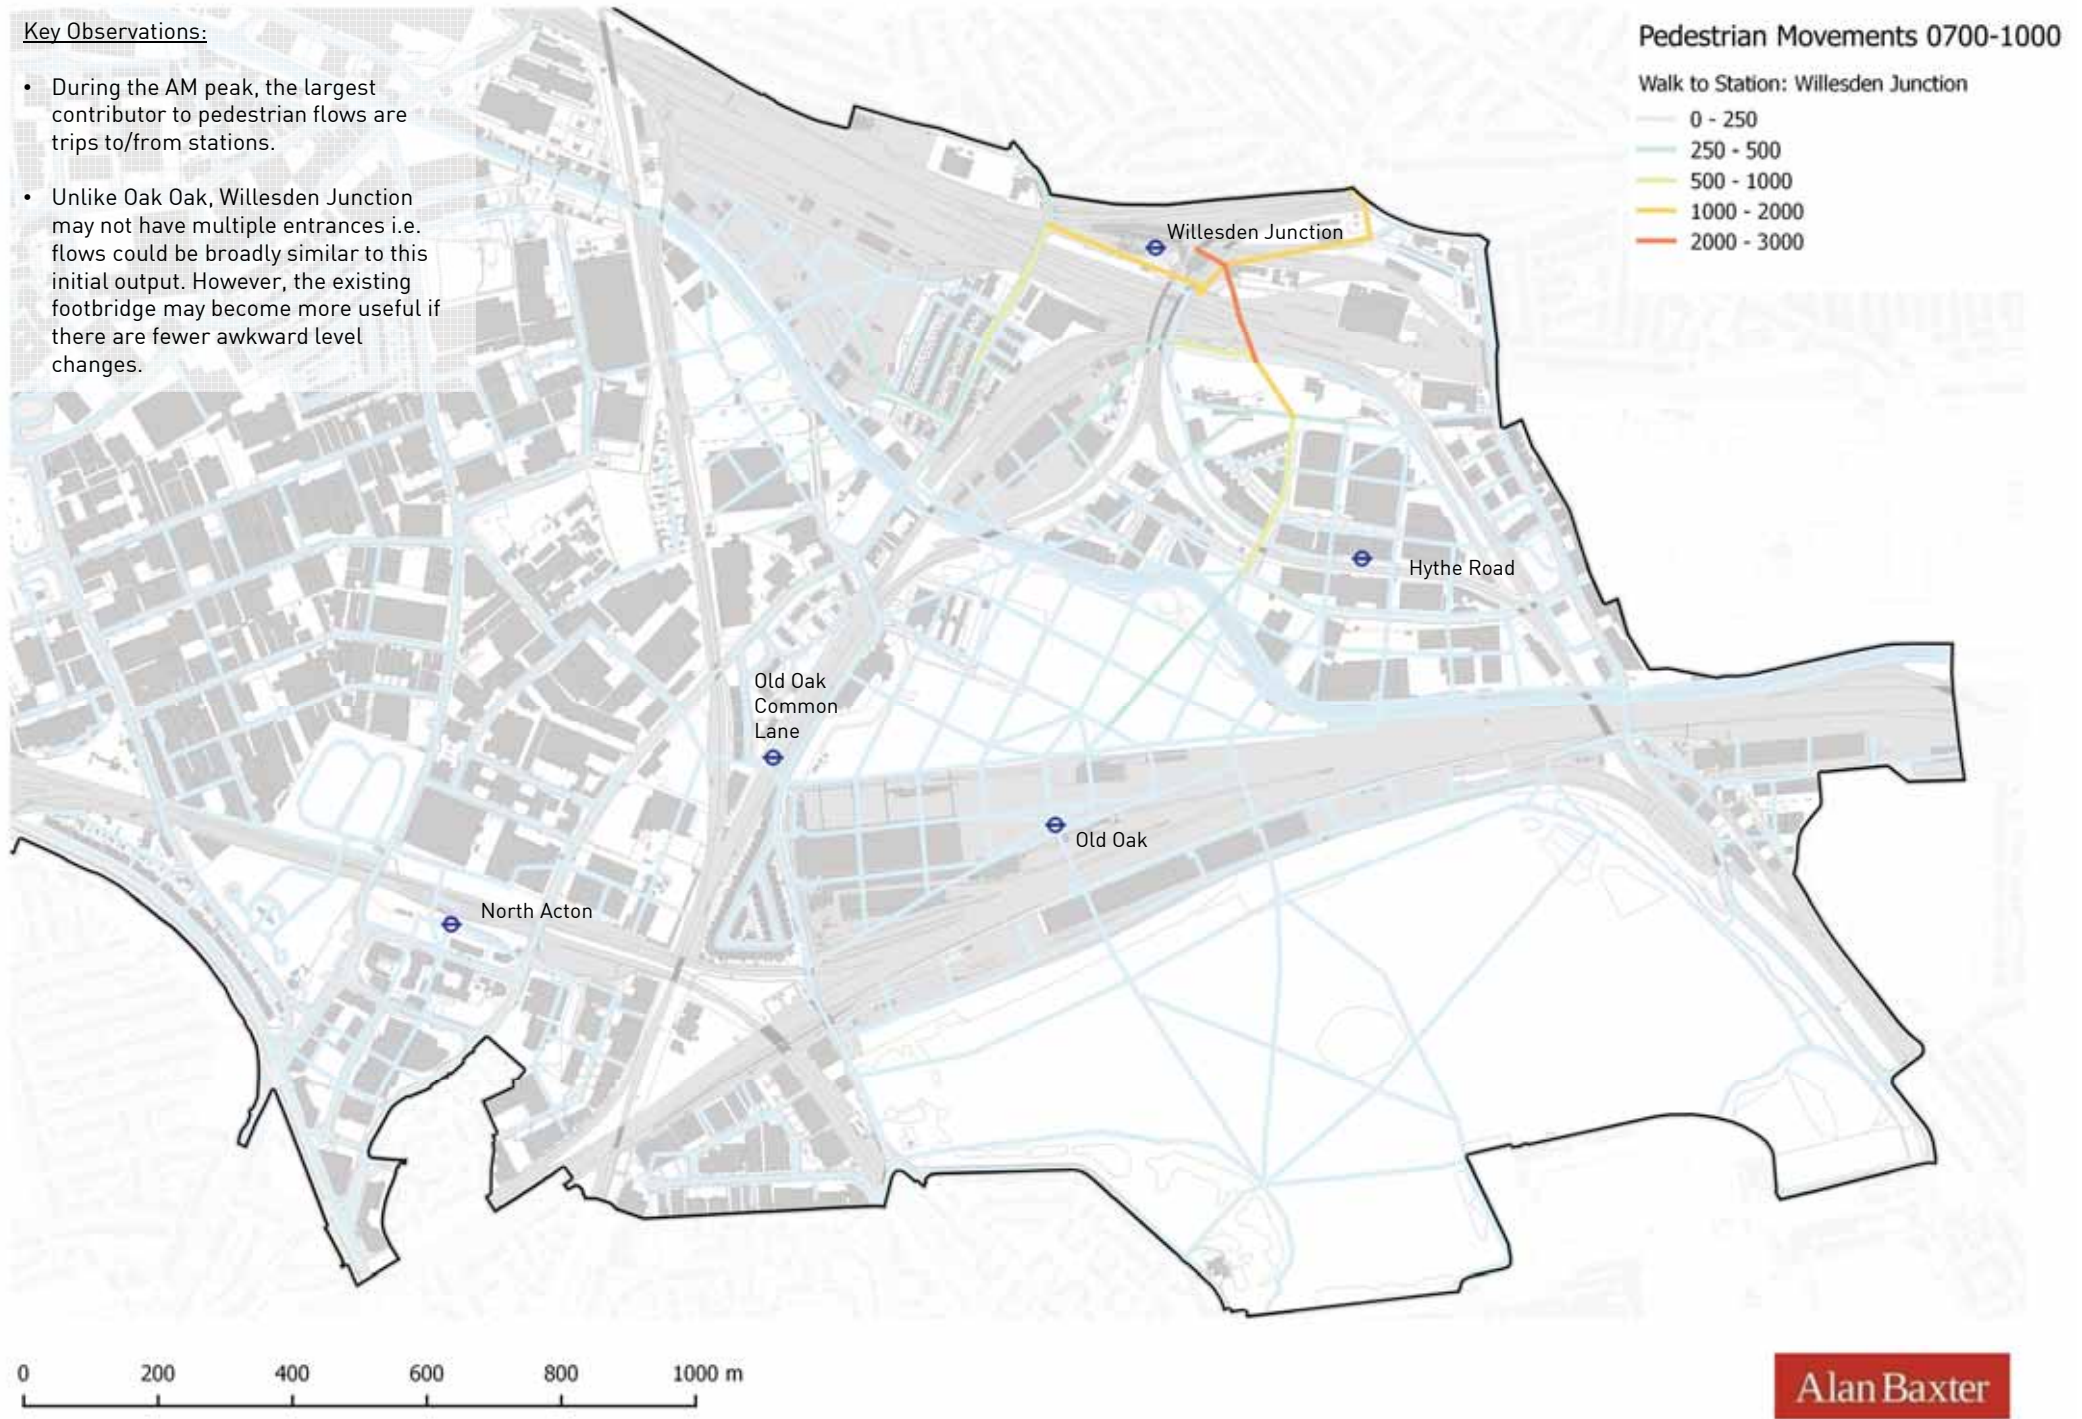 Key Observations:
• During the AM peak, the largest
contributor to pedestrian flows are
trips to/from stations.
• Unlike Oak Oak, Willesden Junction
may not have multiple entrances i.e.
flows could be broadly similar to this
initial output. However, the existing
footbridge may become more useful if
there are fewer awkward level
changes.
Pedestrian Movements 0700-1000
Walk to Station: Willesden Junction
0 - 250
250 - 500
500 - 1000
1000 - 2000
2000 - 3000
Willesden Junction
Hythe Road
Old Oak
Common
Lane
Old Oak
North Acton
0 200 400 600 800 1000 m
Alan Baxter